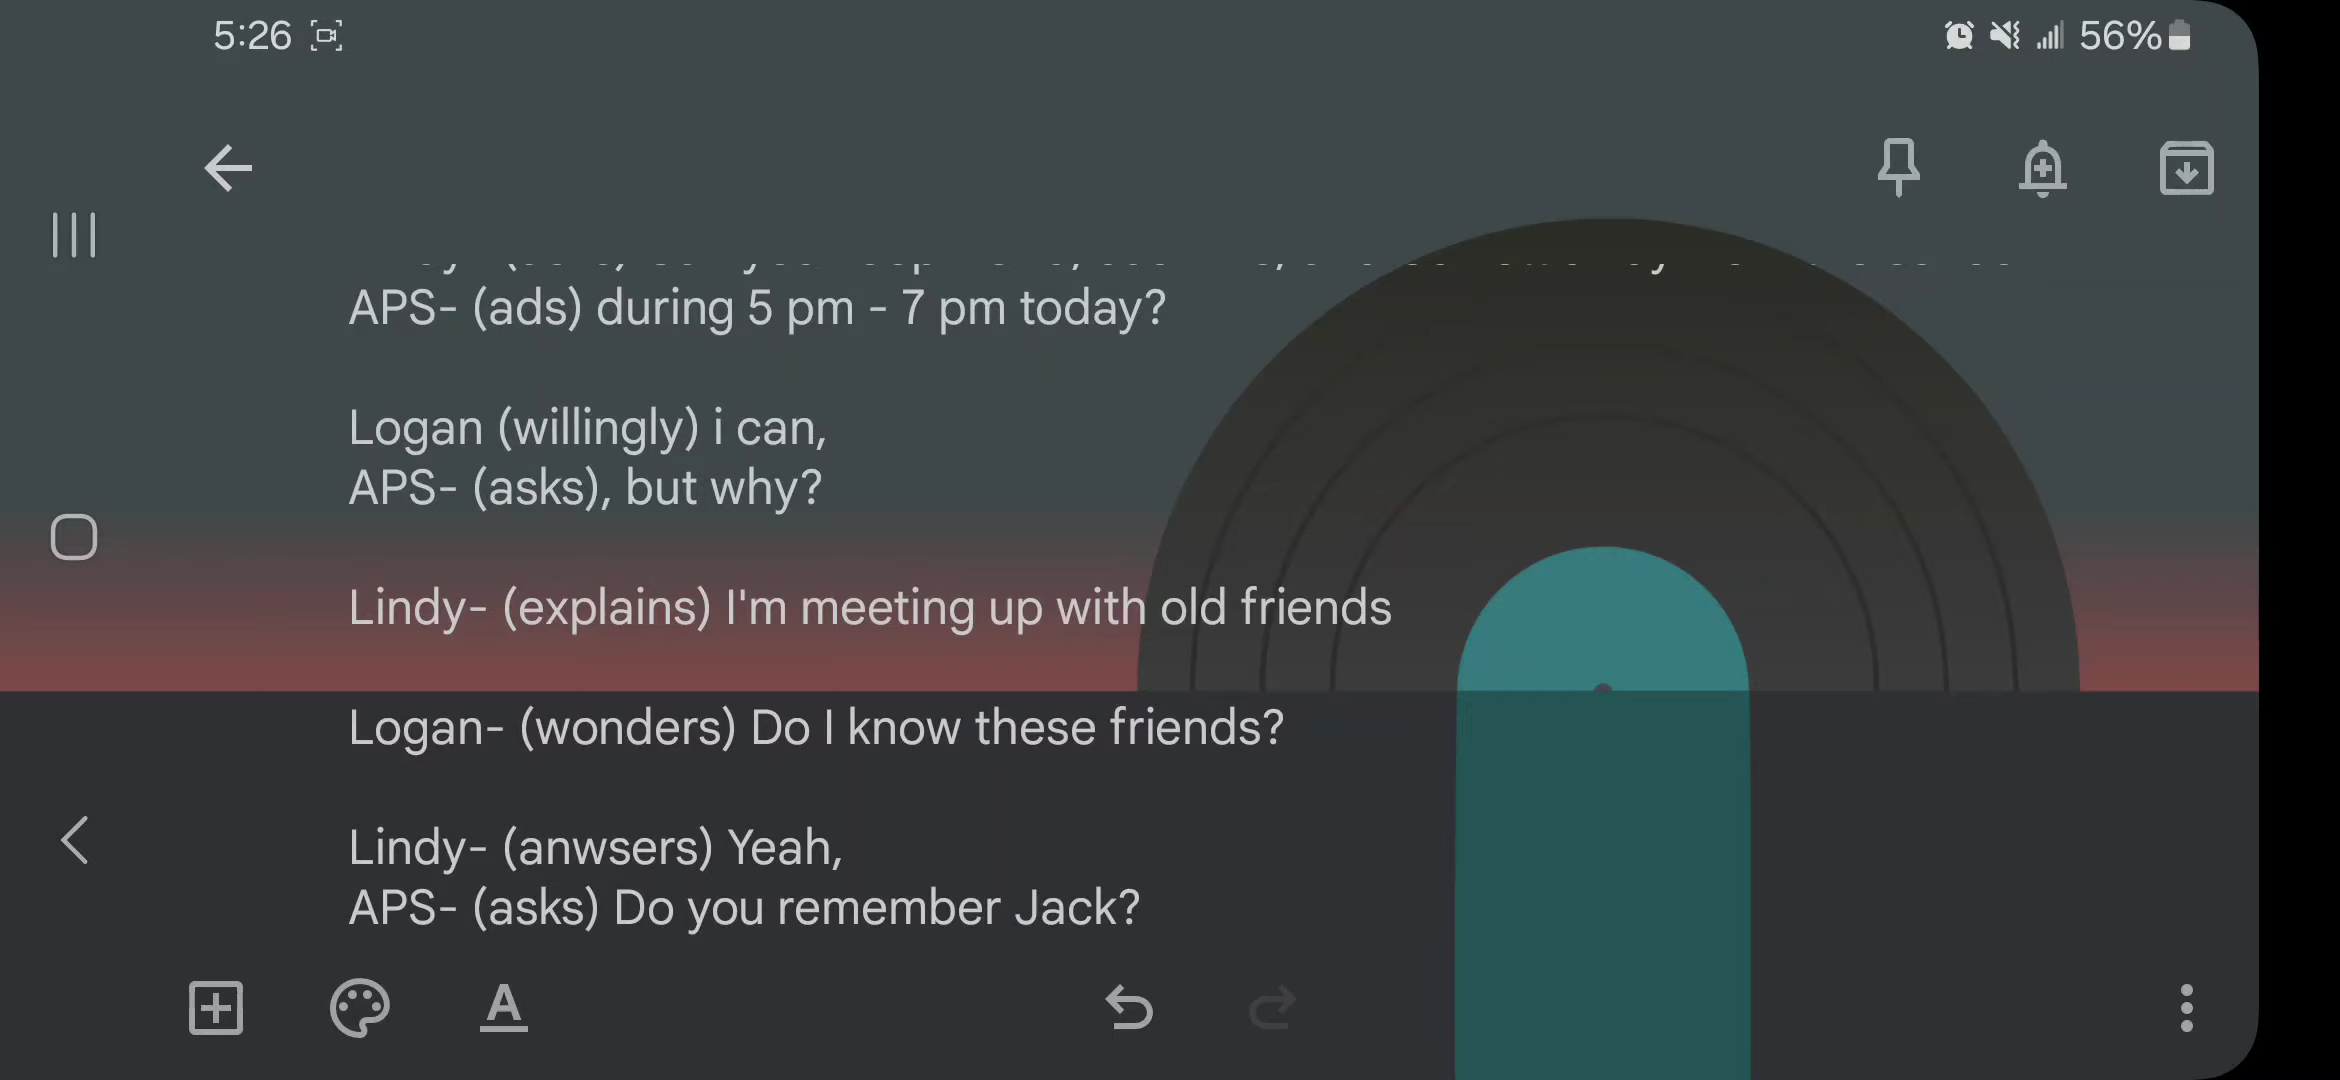 5:26
56%
APS- (ads) during 5 pm - 7 pm today?
Logan (willingly) i can,
APS- (asks), but why?
Lindy- (explains) I'm meeting up with old friends
Logan- (wonders) Do I know these friends?
Lindy- (anwsers) Yeah,
APS- (asks) Do you remember Jack?
A